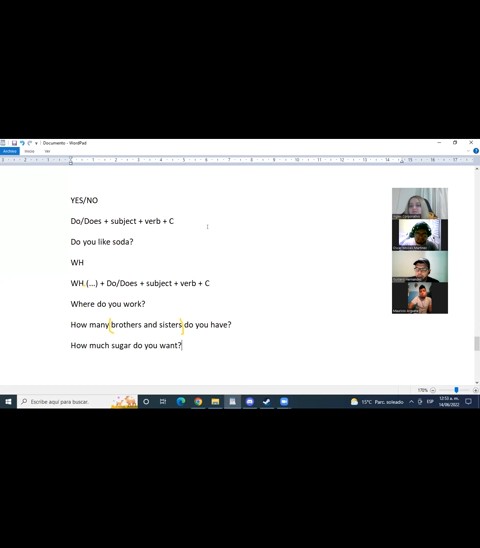 Documento - WordPad
Archivo Inicio Ver
YES/NO
Do/Does + subject + verb + C
Do you like soda?
WH
WH (...) + Do/Does + subject + verb + C
Where do you work?
How many (brothers and sisters) do you have?
How much sugar do you want?
170%
Escribe aquí para buscar.
15°C Parc. soleado
ESP
12:53 a. m.
14/06/2022